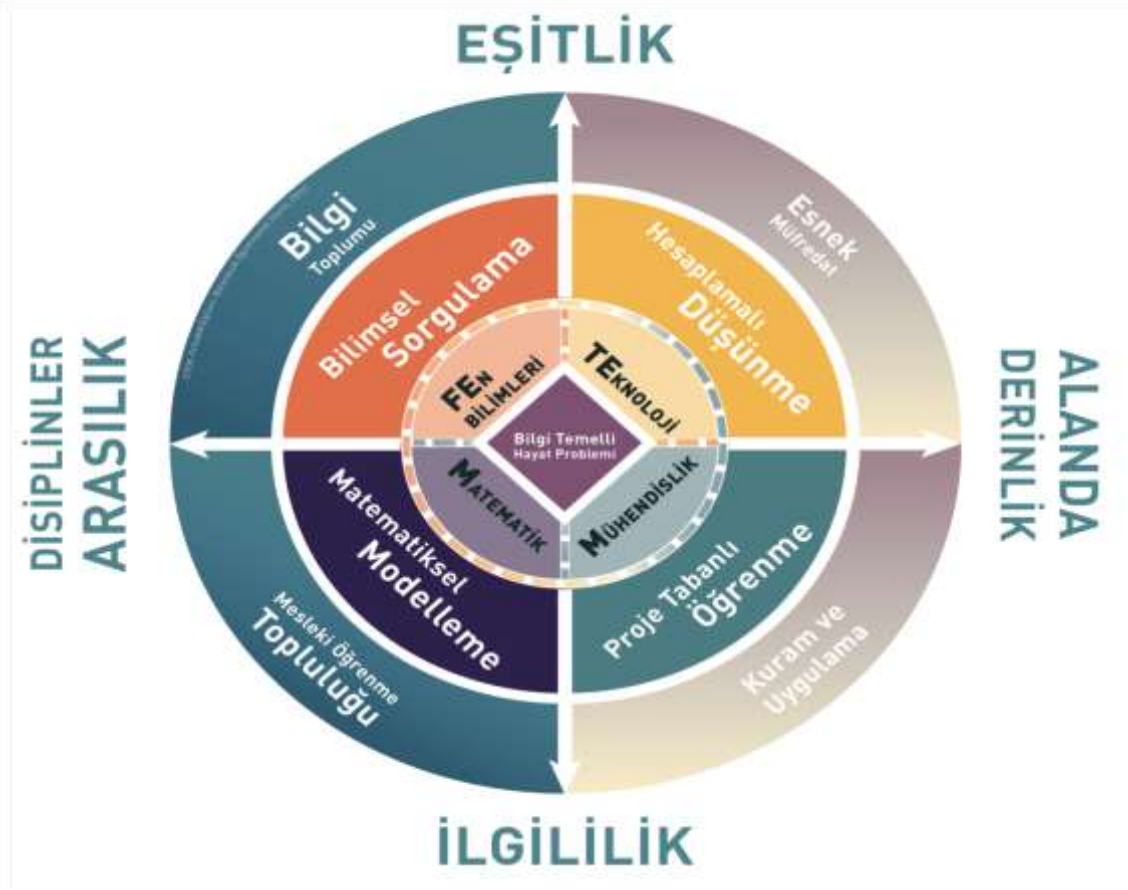 EŞİTLİK
Bilgi
Toplumu
Esnek
Müfredat
Bilimsel
Sorgulama
Hesaplamalı
Düşünme
FEn
BİLİMLERİ
TEKNOLOJİ
DİSİPLİNLER
ARASILIK
Bilgi Temelli
Hayat Problemi
ALANDA
DERİNLİK
MATEMATİK
MÜHENDİSLİK
Matematiksel
Modelleme
Proje Tabanlı
Öğrenme
Mesleki Öğrenme
Topluluğu
Kuram ve
Uygulama
İLGİLİLİK